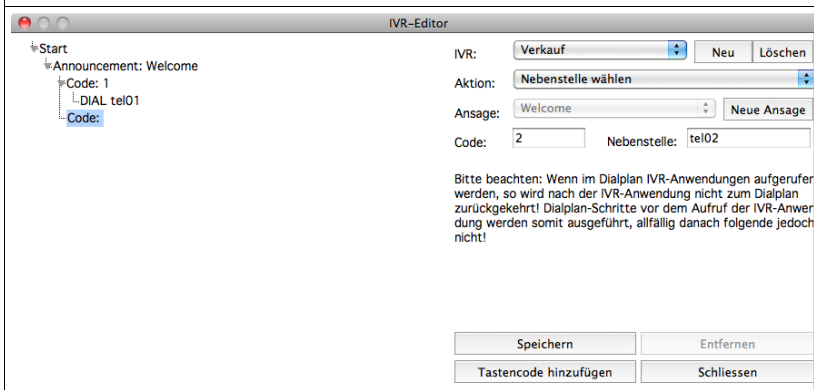 IVR-Editor
Start
Announcement: Welcome
Code: 1
DIAL tel01
Code:
IVR: Verkauf Neu Löschen
Aktion: Nebenstelle wählen
Ansage: Welcome Neue Ansage
Code: 2 Nebenstelle: tel02
Bitte beachten: Wenn im Dialplan IVR-Anwendungen aufgerufer
werden, so wird nach der IVR-Anwendung nicht zum Dialplan
zurückgekehrt! Dialplan-Schritte vor dem Aufruf der IVR-Anwer
dung werden somit ausgeführt, allfällig danach folgende jedoch
nicht!
Speichern Entfernen
Tastencode hinzufügen Schliessen